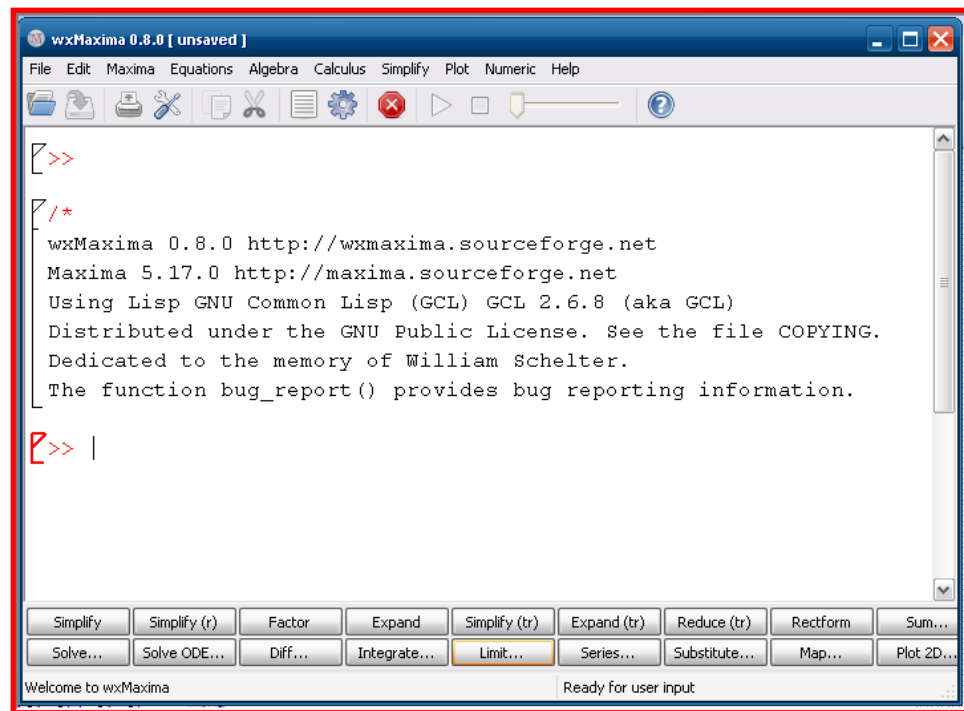 wxMaxima 0.8.0 [ unsaved ]
File Edit Maxima Equations Algebra Calculus Simplify Plot Numeric Help
>>
/*
wxMaxima 0.8.0 http://wxmaxima.sourceforge.net
Maxima 5.17.0 http://maxima.sourceforge.net
Using Lisp GNU Common Lisp (GCL) GCL 2.6.8 (aka GCL)
Distributed under the GNU Public License. See the file COPYING.
Dedicated to the memory of William Schelter.
The function bug_report() provides bug reporting information.
>>
Simplify Simplify (r) Factor Expand Simplify (tr) Expand (tr) Reduce (tr) Rectform Sum...
Solve... Solve ODE... Diff... Integrate... Limit... Series... Substitute... Map... Plot 2D...
Welcome to wxMaxima Ready for user input